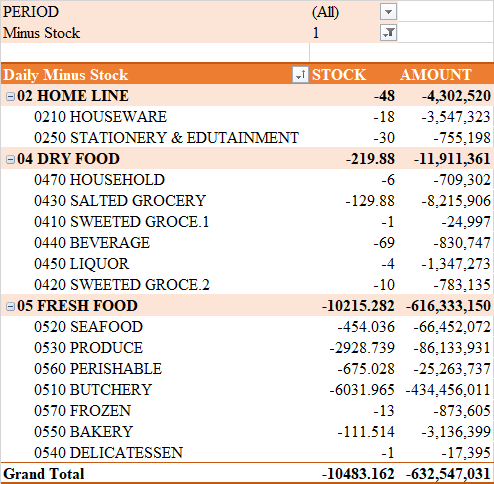 PERIOD (All)
Minus Stock 1
Daily Minus Stock STOCK AMOUNT
02 HOME LINE -48 -4,302,520
0210 HOUSEWARE -18 -3,547,323
0250 STATIONERY & EDUTAINMENT -30 -755,198
04 DRY FOOD -219.88 -11,911,361
0470 HOUSEHOLD -6 -709,302
0430 SALTED GROCERY -129.88 -8,215,906
0410 SWEETED GROCE.1 -1 -24,997
0440 BEVERAGE -69 -830,747
0450 LIQUOR -4 -1,347,273
0420 SWEETED GROCE.2 -10 -783,135
05 FRESH FOOD -10215.282 -616,333,150
0520 SEAFOOD -454.036 -66,452,072
0530 PRODUCE -2928.739 -86,133,931
0560 PERISHABLE -675.028 -25,263,737
0510 BUTCHERY -6031.965 -434,456,011
0570 FROZEN -13 -873,605
0550 BAKERY -111.514 -3,136,399
0540 DELICATESSEN -1 -17,395
Grand Total -10483.162 -632,547,031